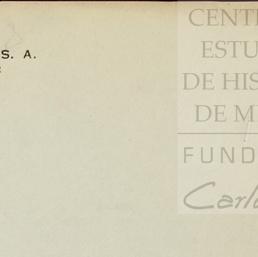 S. A.
CENT
ESTU
DE HIS
DE M
FUND
Carl